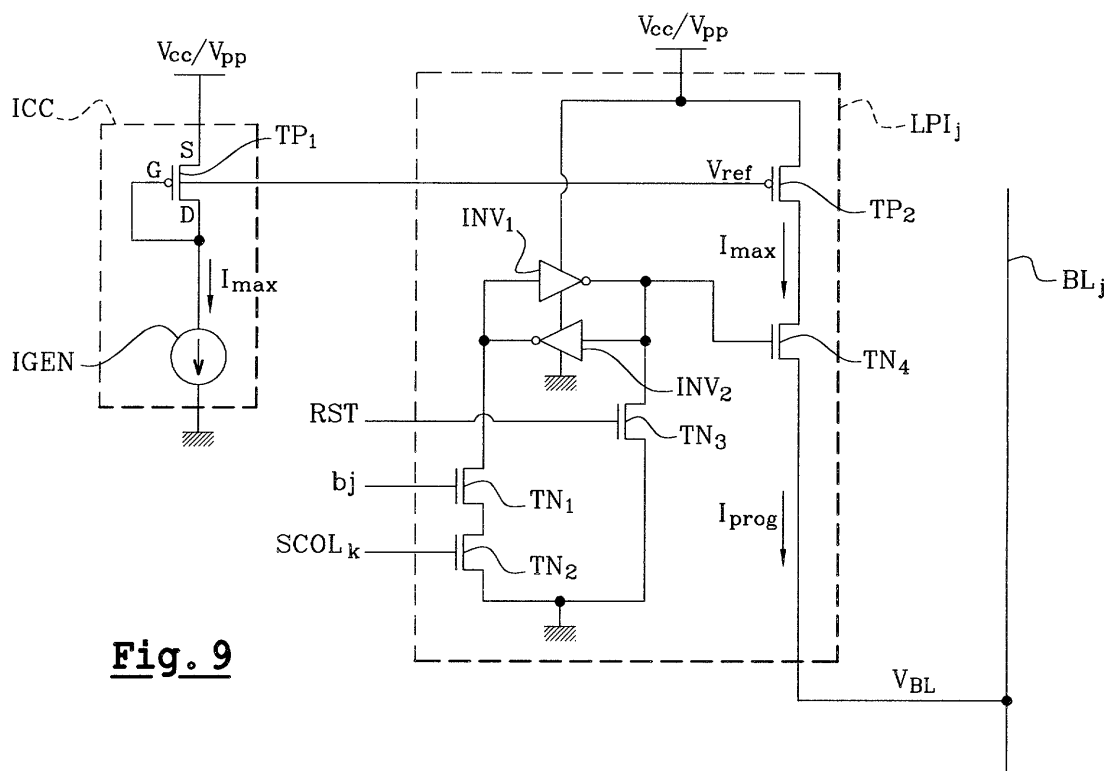 Vcc/Vpp
Vcc/Vpp
ICC
LPIj
S
TP1
G
Vref
D
TP2
INV1
Imax
Imax
BLj
IGEN
TN4
INV2
RST
TN3
bj
TN1
Iprog
SCOLk
TN2
Fig. 9
VBL